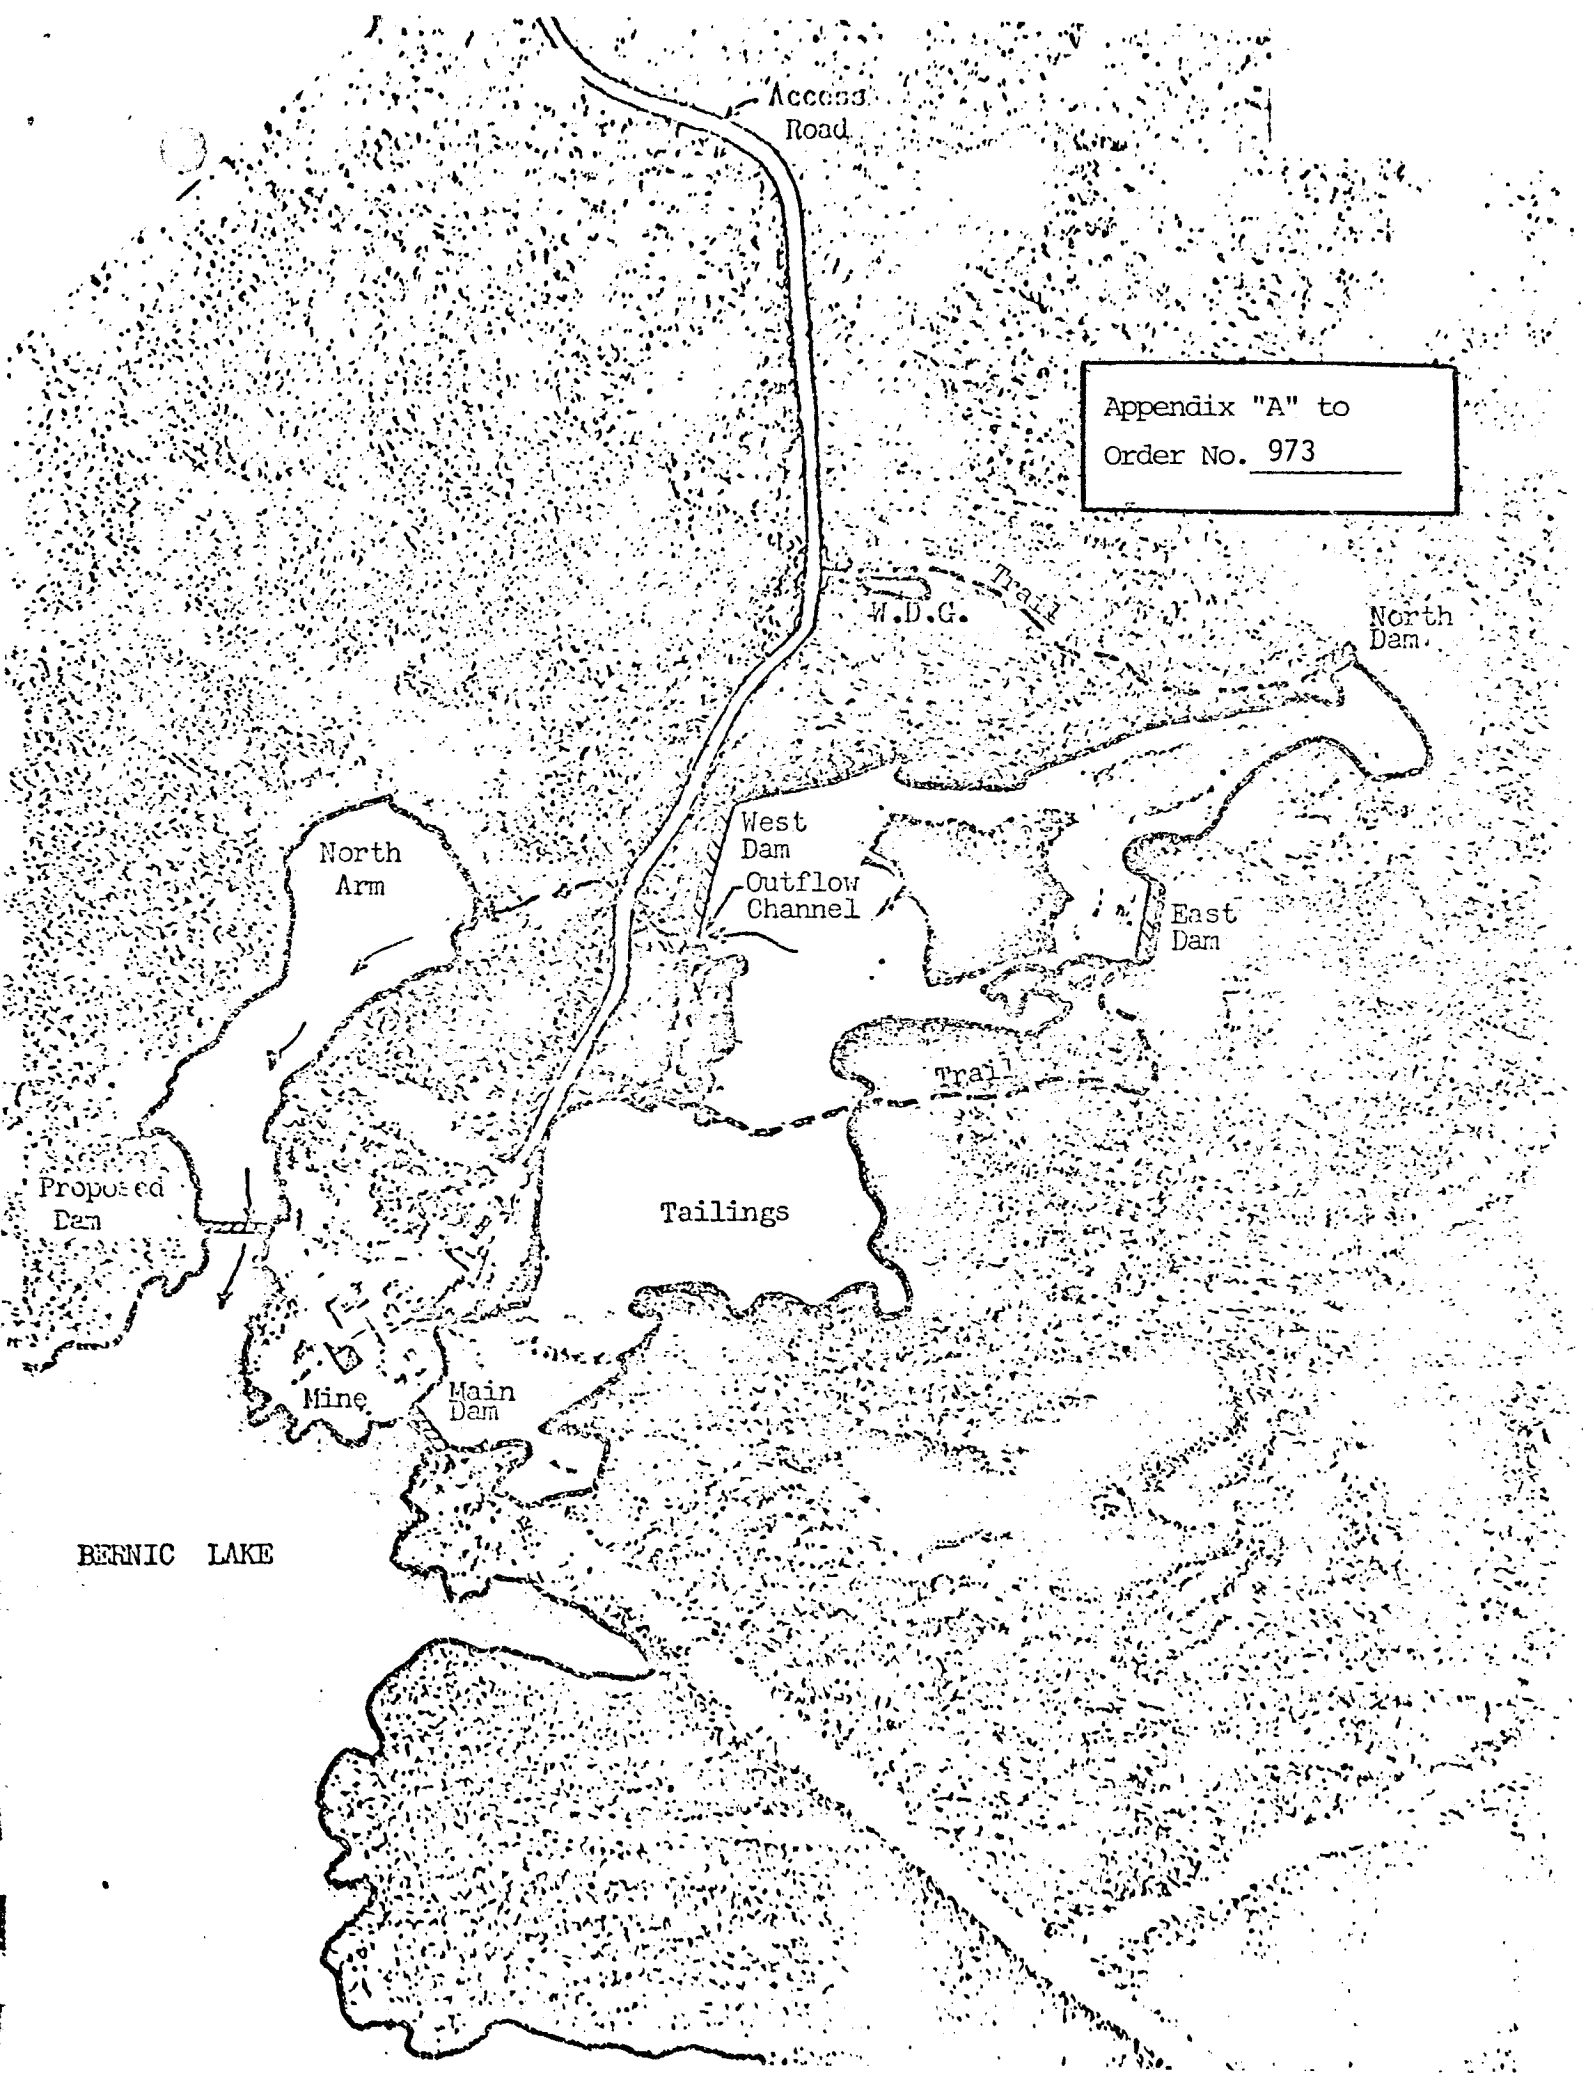 Access
Road
Appendix "A" to
Order No. 973
Trail
W.D.G.
North
Dam
West
Dam
North
Arm
Outflow
Channel
East
Dam
Trail
Proposed
Dam
Tailings
Mine
Main
Dam
BERNIC LAKE